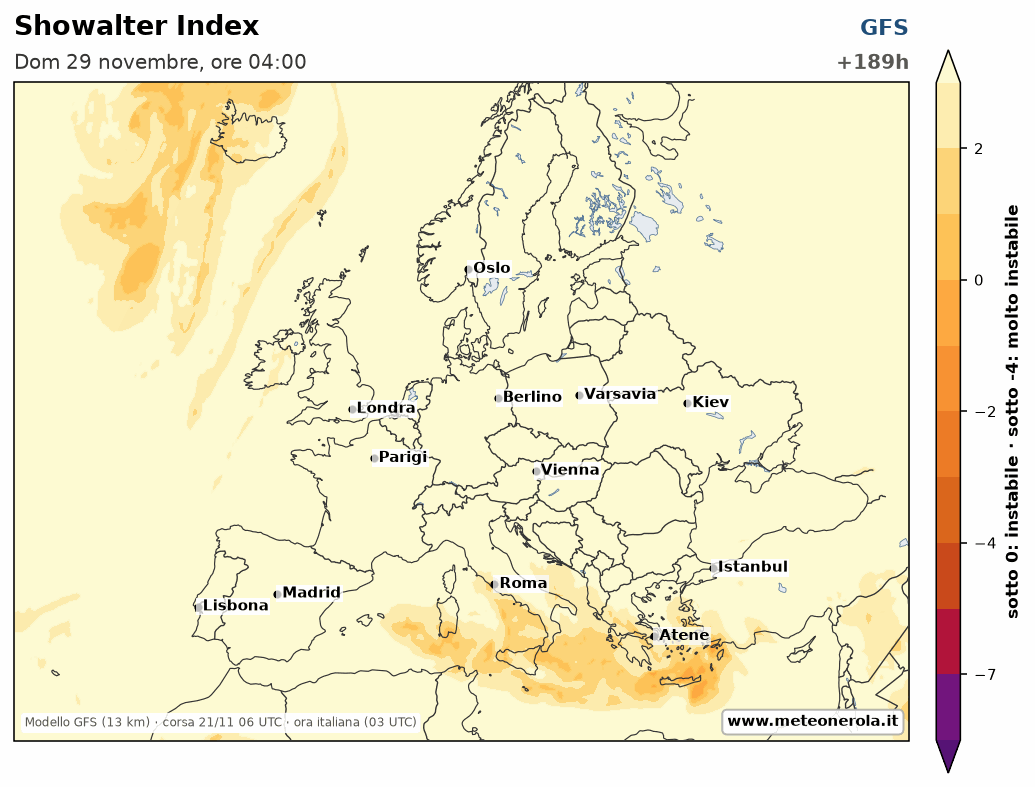 Showalter Index
GFS
Dom 29 novembre, ore 04:00
+189h
Oslo
Londra
Berlino
Varsavia
Kiev
Parigi
Vienna
Istanbul
Roma
Madrid
Lisbona
Atene
Modello GFS (13 km) · corsa 21/11 06 UTC · ora italiana (03 UTC)
www.meteonerola.it
2
0
−2
−4
−7
sotto 0: instabile · sotto -4: molto instabile